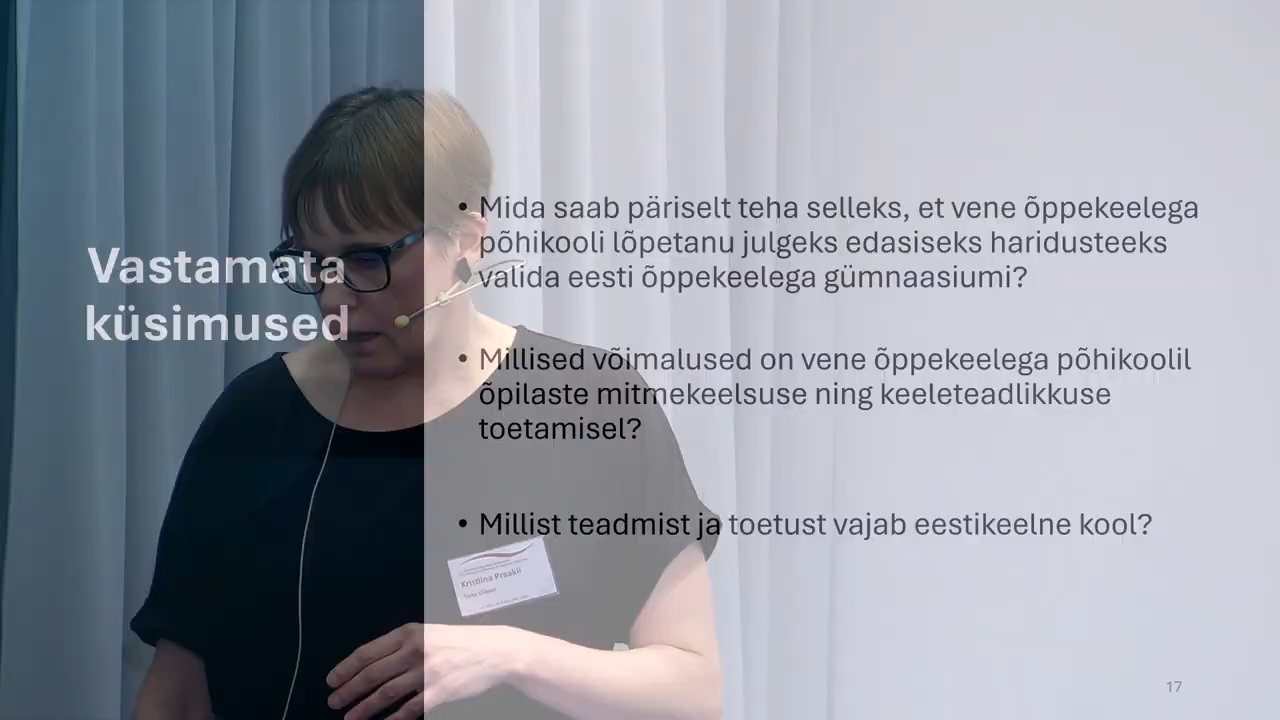 Vastamata
küsimused
• Mida saab päriselt teha selleks, et vene õppekeelega
põhikooli lõpetanu julgeks edasiseks haridusteeks
valida eesti õppekeelega gümnaasiumi?
• Millised võimalused on vene õppekeelega põhikoolil
õpilaste mitmekeelsuse ning keeleteadlikkuse
toetamisel?
• Millist teadmist ja toetust vajab eestikeelne kool?
Kristiina Praakli
17